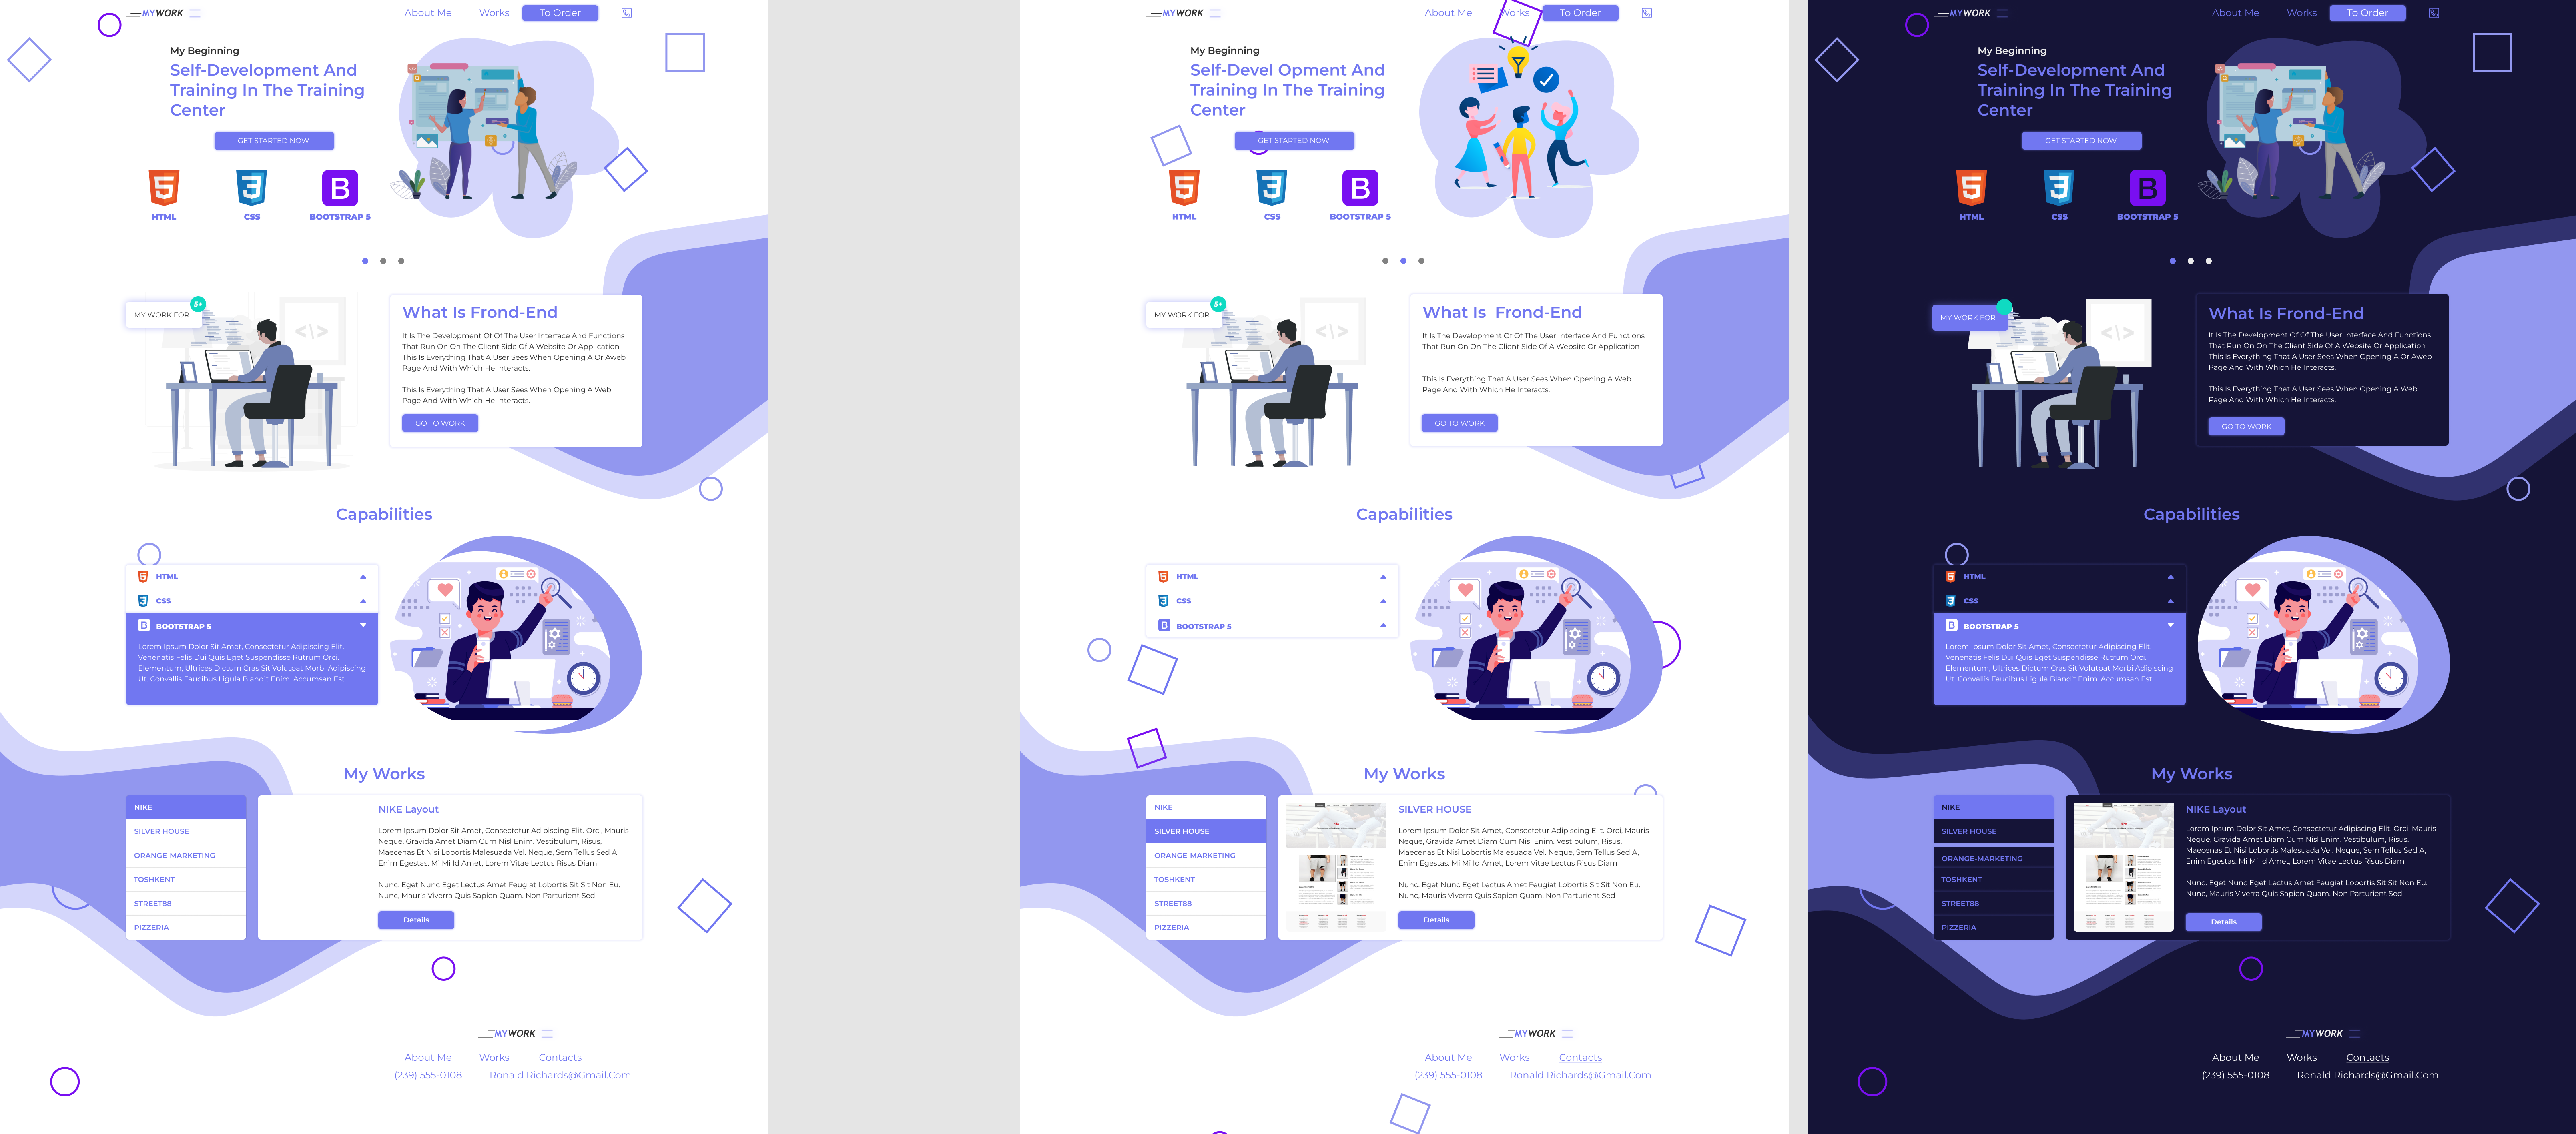 MYWORK
About Me Works To Order
My Beginning
Self-Development And
Training In The Training
Center
GET STARTED NOW
HTML CSS BOOTSTRAP 5
MY WORK FOR
5+
What Is Frond-End
It Is The Development Of Of The User Interface And Functions
That Run On On The Client Side Of A Website Or Application
This Is Everything That A User Sees When Opening A Or Aweb
Page And With Which He Interacts.
This Is Everything That A User Sees When Opening A Web
Page And With Which He Interacts.
GO TO WORK
Capabilities
HTML
CSS
BOOTSTRAP 5
Lorem Ipsum Dolor Sit Amet, Consectetur Adipiscing Elit.
Venenatis Felis Dui Quis Eget Suspendisse Rutrum Orci.
Elementum, Ultrices Dictum Cras Sit Volutpat Morbi Adipiscing
Ut. Convallis Faucibus Ligula Blandit Enim. Accumsan Est
My Works
NIKE
SILVER HOUSE
ORANGE-MARKETING
TOSHKENT
STREET88
PIZZERIA
NIKE Layout
Lorem Ipsum Dolor Sit Amet, Consectetur Adipiscing Elit. Orci, Mauris
Neque, Gravida Amet Diam Cum Nisl Enim. Vestibulum, Risus,
Maecenas Et Nisi Lobortis Malesuada Vel. Neque, Sem Tellus Sed A,
Enim Egestas. Mi Mi Id Amet, Lorem Vitae Lectus Risus Diam
Nunc. Eget Nunc Eget Lectus Amet Feugiat Lobortis Sit Sit Non Eu.
Nunc, Mauris Viverra Quis Sapien Quam. Non Parturient Sed
Details
MYWORK
About Me Works Contacts
(239) 555-0108 Ronald Richards@Gmail.Com
MYWORK
About Me Works To Order
My Beginning
Self-Devel Opment And
Training In The Training
Center
GET STARTED NOW
HTML CSS BOOTSTRAP 5
MY WORK FOR
5+
What Is Frond-End
It Is The Development Of Of The User Interface And Functions
That Run On On The Client Side Of A Website Or Application
This Is Everything That A User Sees When Opening A Web
Page And With Which He Interacts.
GO TO WORK
Capabilities
HTML
CSS
BOOTSTRAP 5
My Works
NIKE
SILVER HOUSE
ORANGE-MARKETING
TOSHKENT
STREET88
PIZZERIA
SILVER HOUSE
Lorem Ipsum Dolor Sit Amet, Consectetur Adipiscing Elit. Orci, Mauris
Neque, Gravida Amet Diam Cum Nisl Enim. Vestibulum, Risus,
Maecenas Et Nisi Lobortis Malesuada Vel. Neque, Sem Tellus Sed A,
Enim Egestas. Mi Mi Id Amet, Lorem Vitae Lectus Risus Diam
Nunc. Eget Nunc Eget Lectus Amet Feugiat Lobortis Sit Sit Non Eu.
Nunc, Mauris Viverra Quis Sapien Quam. Non Parturient Sed
Details
MYWORK
About Me Works Contacts
(239) 555-0108 Ronald Richards@Gmail.Com
MYWORK
About Me Works To Order
My Beginning
Self-Development And
Training In The Training
Center
GET STARTED NOW
HTML CSS BOOTSTRAP 5
MY WORK FOR
What Is Frond-End
It Is The Development Of Of The User Interface And Functions
That Run On On The Client Side Of A Website Or Application
This Is Everything That A User Sees When Opening A Or Aweb
Page And With Which He Interacts.
This Is Everything That A User Sees When Opening A Web
Page And With Which He Interacts.
GO TO WORK
Capabilities
HTML
CSS
BOOTSTRAP 5
Lorem Ipsum Dolor Sit Amet, Consectetur Adipiscing Elit.
Venenatis Felis Dui Quis Eget Suspendisse Rutrum Orci.
Elementum, Ultrices Dictum Cras Sit Volutpat Morbi Adipiscing
Ut. Convallis Faucibus Ligula Blandit Enim. Accumsan Est
My Works
NIKE
SILVER HOUSE
ORANGE-MARKETING
TOSHKENT
STREET88
PIZZERIA
NIKE Layout
Lorem Ipsum Dolor Sit Amet, Consectetur Adipiscing Elit. Orci, Mauris
Neque, Gravida Amet Diam Cum Nisl Enim. Vestibulum, Risus,
Maecenas Et Nisi Lobortis Malesuada Vel. Neque, Sem Tellus Sed A,
Enim Egestas. Mi Mi Id Amet, Lorem Vitae Lectus Risus Diam
Nunc. Eget Nunc Eget Lectus Amet Feugiat Lobortis Sit Sit Non Eu.
Nunc, Mauris Viverra Quis Sapien Quam. Non Parturient Sed
Details
MYWORK
About Me Works Contacts
(239) 555-0108 Ronald Richards@Gmail.Com